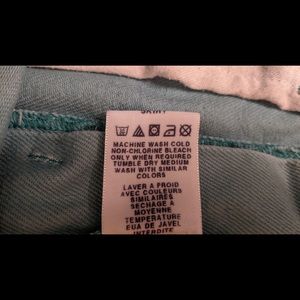 MACHINE WASH COLD
NON-CHLORINE BLEACH
ONLY WHEN REQUIRED
TUMBLE DRY MEDIUM
WASH WITH SIMILAR
COLORS
LAVER A FROID
AVEC COULEURS
SIMILAIRES
SECHAGE A
MOYENNE
TEMPERATURE
EUA DE JAVEL
INTERDITE